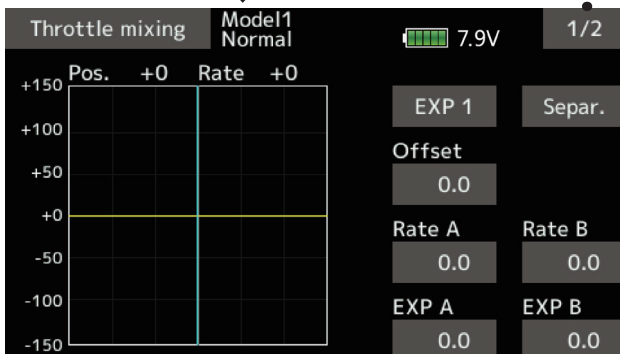 Throttle mixing
Model1
Normal
7.9V
1/2
Pos. +0 Rate +0
+150
+100
+50
+0
-50
-100
-150
EXP 1
Separ.
Offset
0.0
Rate A
Rate B
0.0
0.0
EXP A
EXP B
0.0
0.0